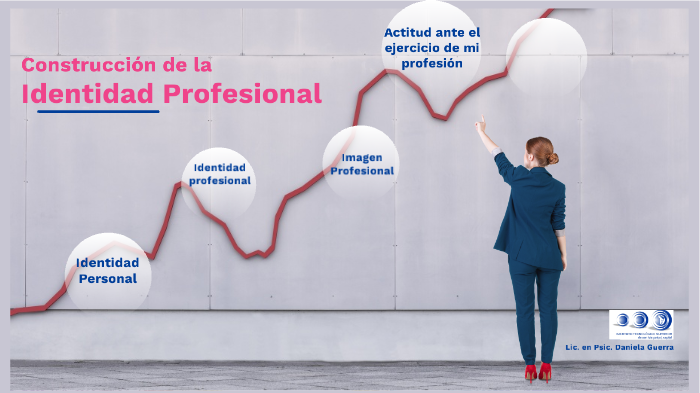 Construcción de la
Identidad Profesional
Actitud ante el
ejercicio de mi
profesión
Identidad
profesional
Imagen
Profesional
Identidad
Personal
Lic. en Psic. Daniela Guerra